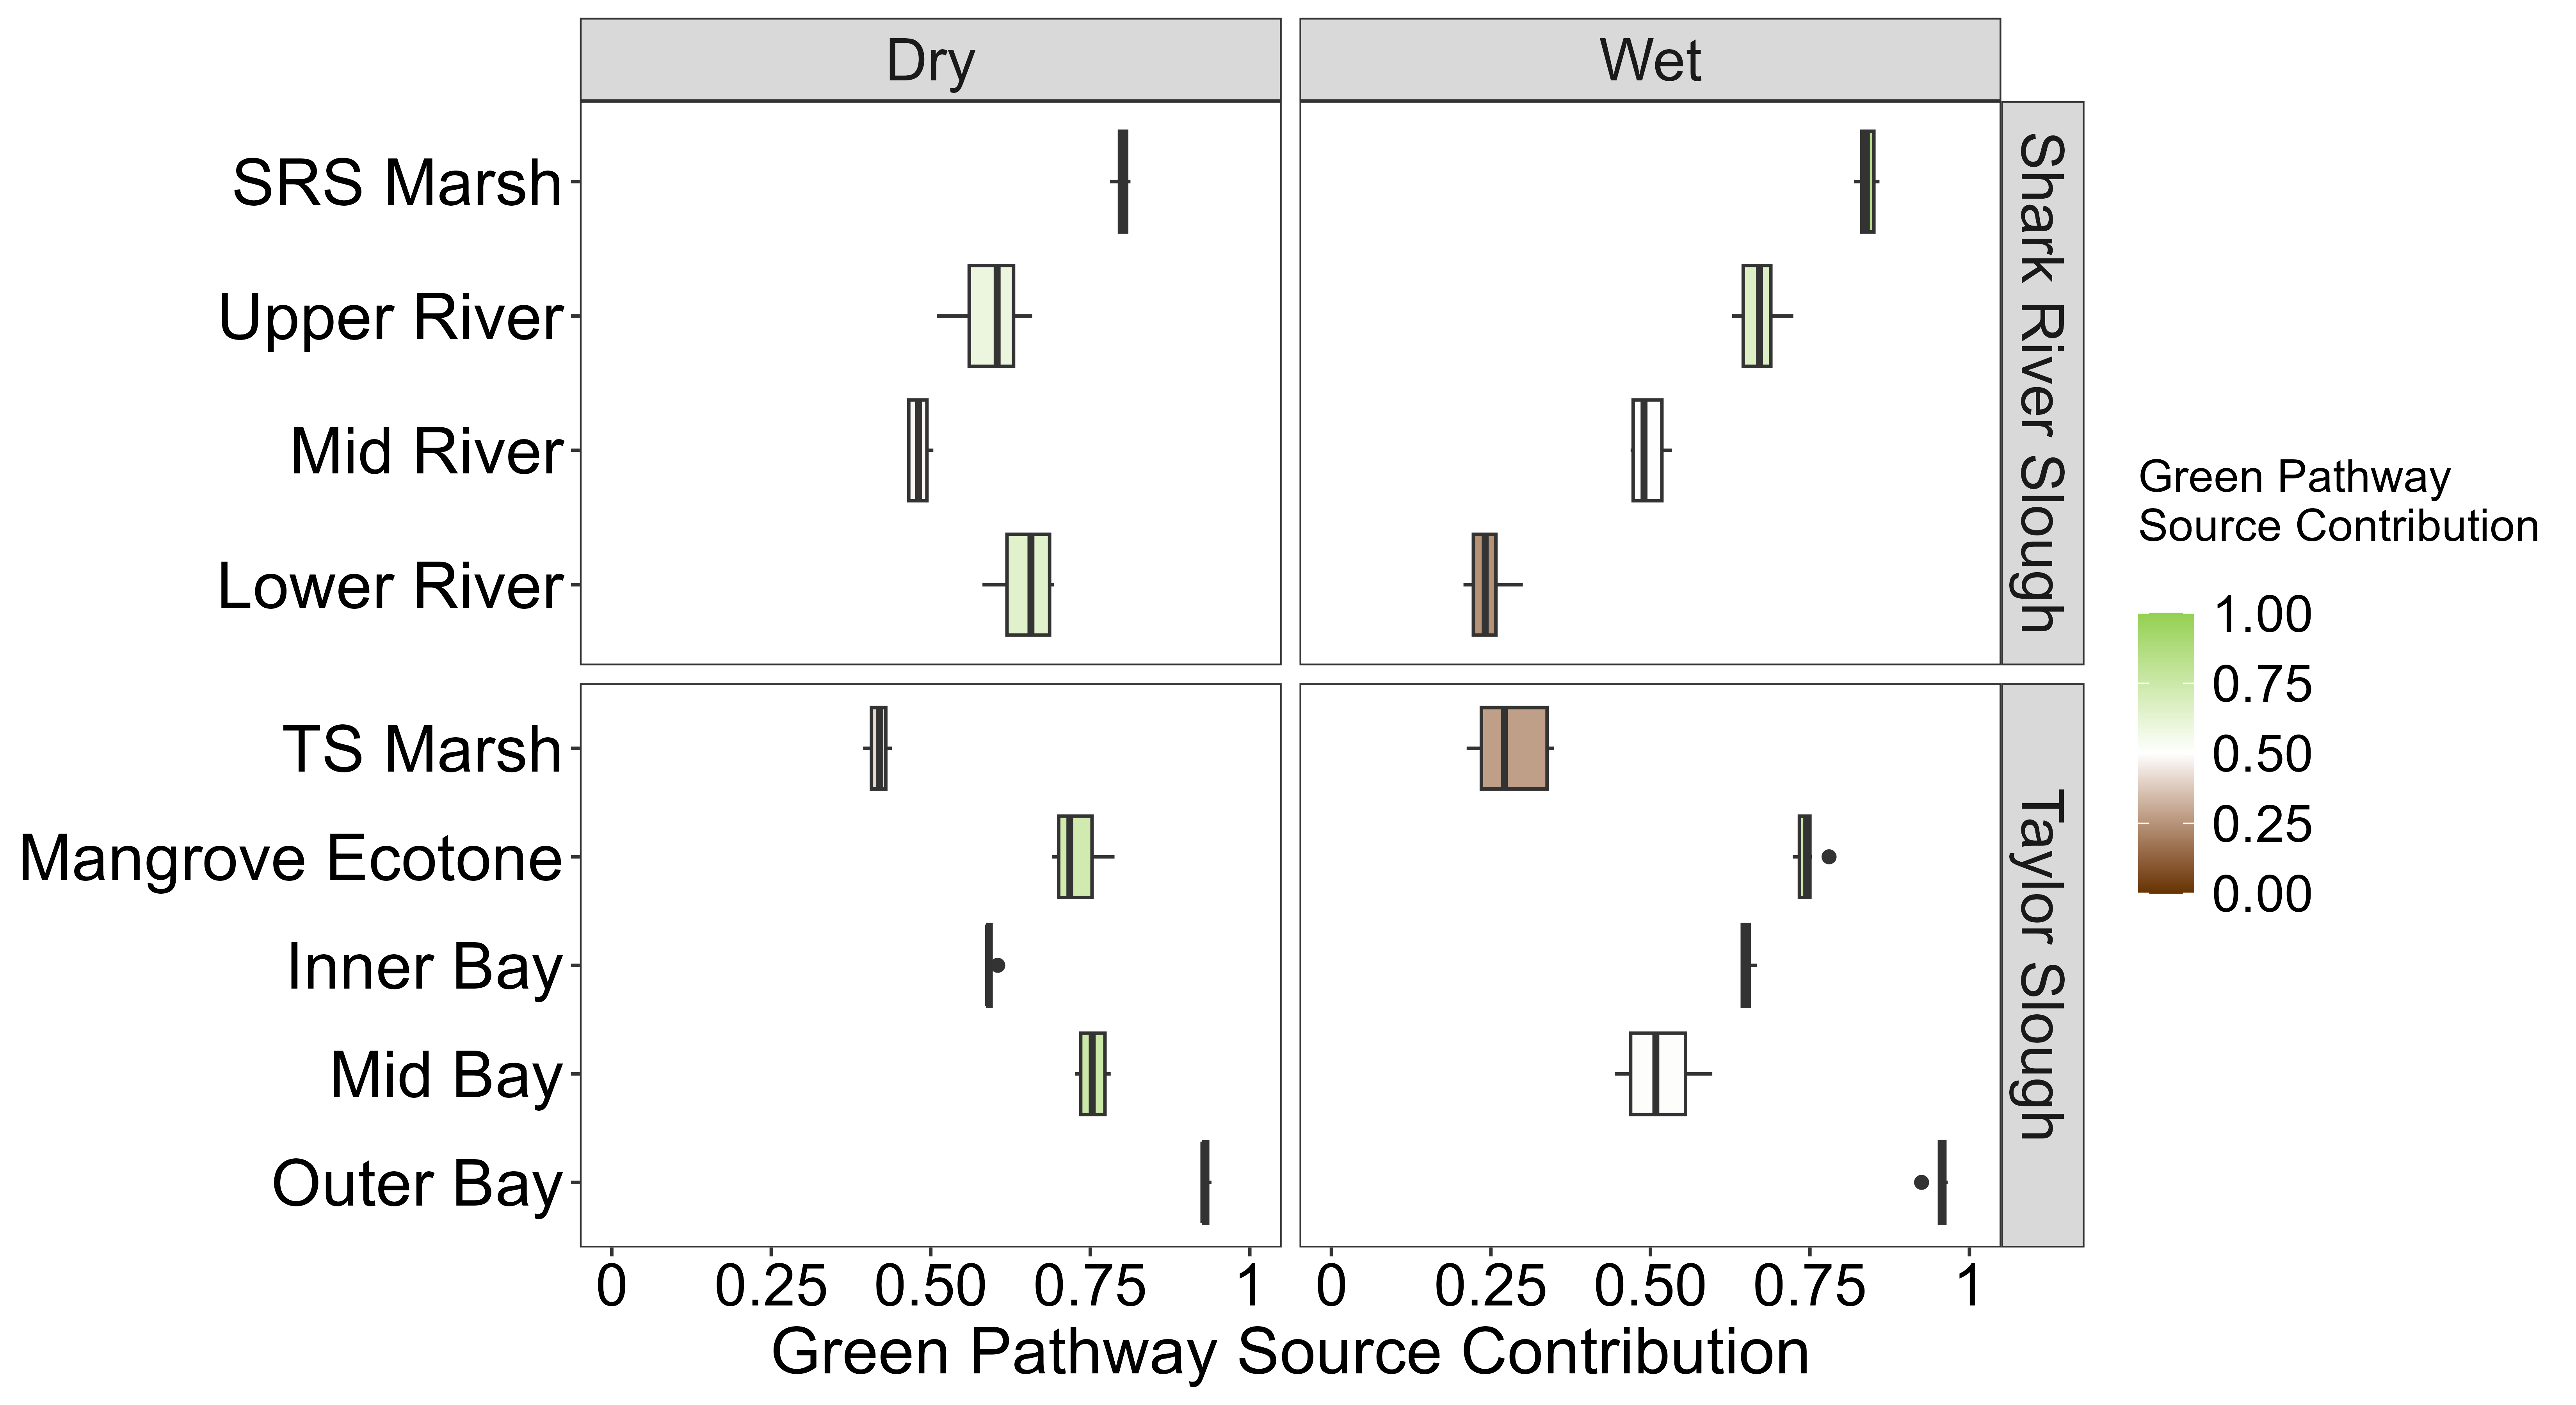 Dry
Wet
SRS Marsh
Upper River
Mid River
Lower River
Shark River Slough
TS Marsh
Mangrove Ecotone
Inner Bay
Mid Bay
Outer Bay
Taylor Slough
0 0.25 0.50 0.75 1
0 0.25 0.50 0.75 1
Green Pathway Source Contribution
Green Pathway
Source Contribution
1.00
0.75
0.50
0.25
0.00